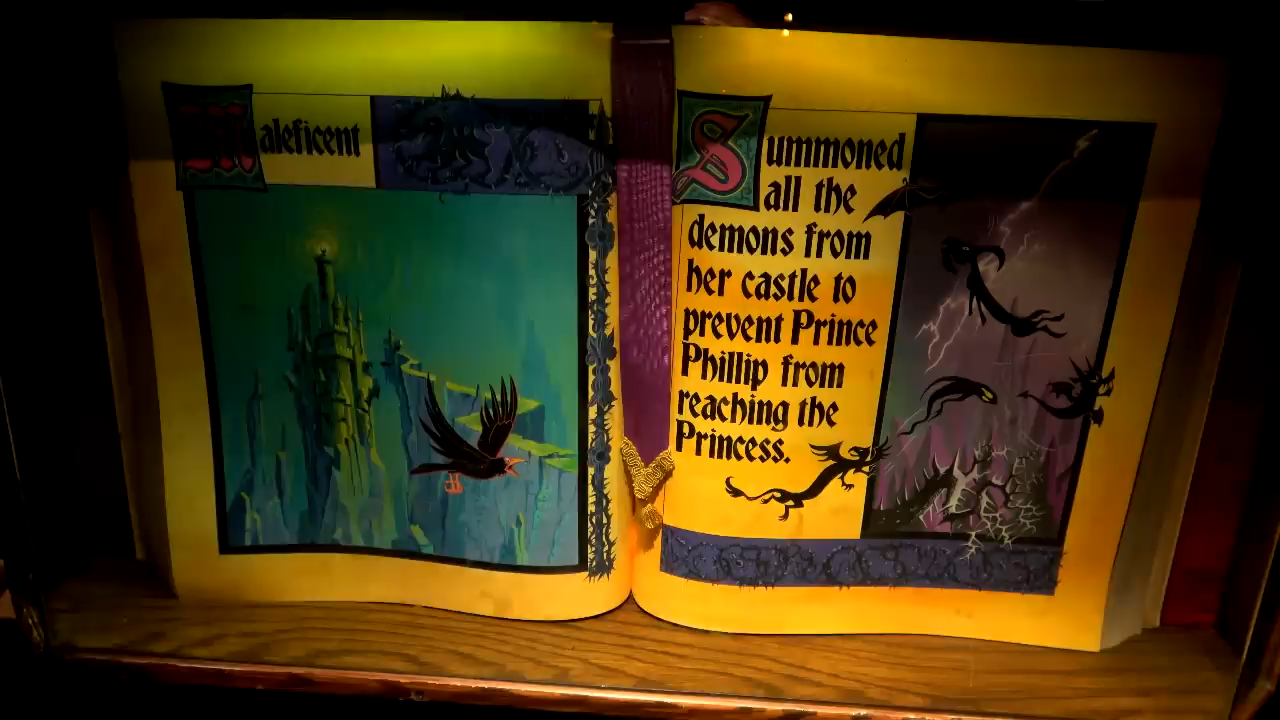 Maleficent
Summoned
all the
demons from
her castle to
prevent Prince
Phillip from
reaching the
Princess.